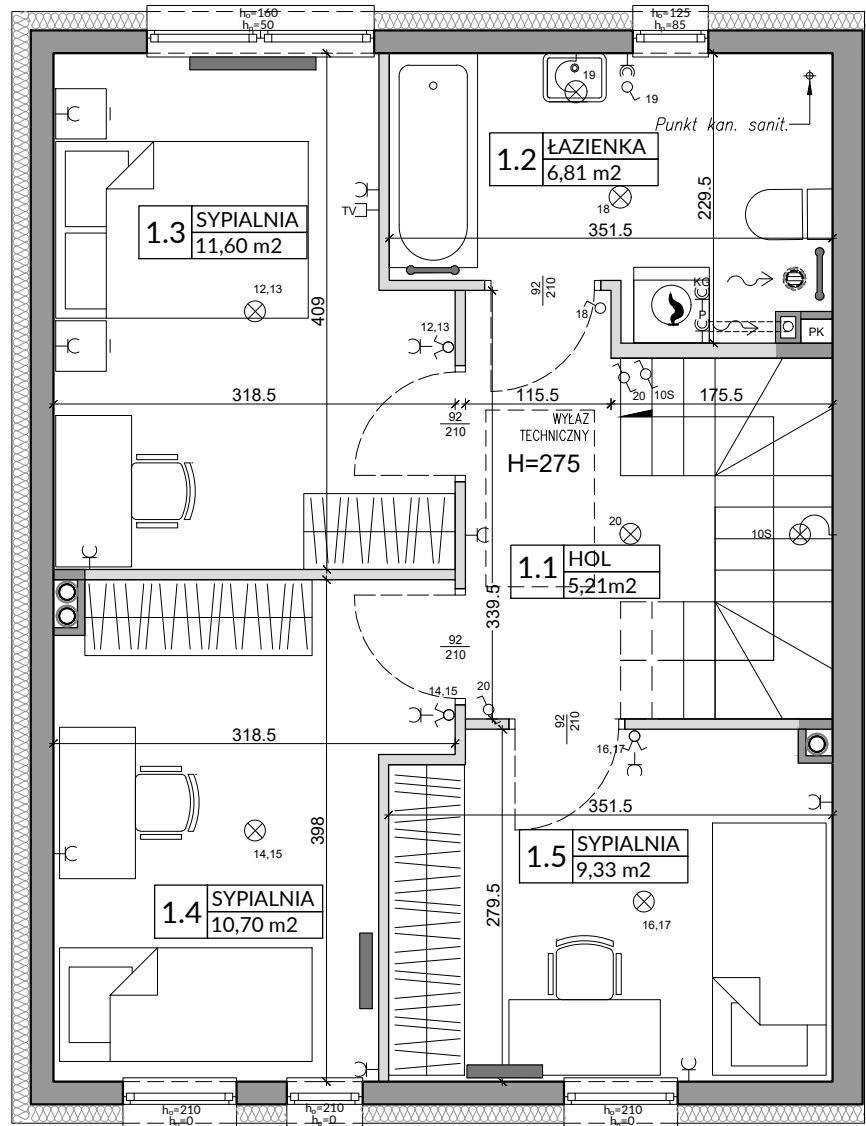 hₒ=160
hₚ=50
hₒ=125
hₚ=85
19
19
Punkt kan. sanit.
1.2
ŁAZIENKA
6,81 m2
229.5
18
351.5
TV
1.3
SYPIALNIA
11,60 m2
12,13
409
92
210
KG
P
PK
18
12,13
318.5
115.5
20
10S
175.5
92
210
WYŁAZ
TECHNICZNY
H=275
20
10S
1.1
HOL
5,21m2
339.5
92
210
14,15
20
92
210
16,17
318.5
351.5
398
14,15
1.5
SYPIALNIA
9,33 m2
1.4
SYPIALNIA
10,70 m2
279.5
16,17
hₒ=210
hₚ=0
hₒ=210
hₚ=0
hₒ=210
hₚ=0